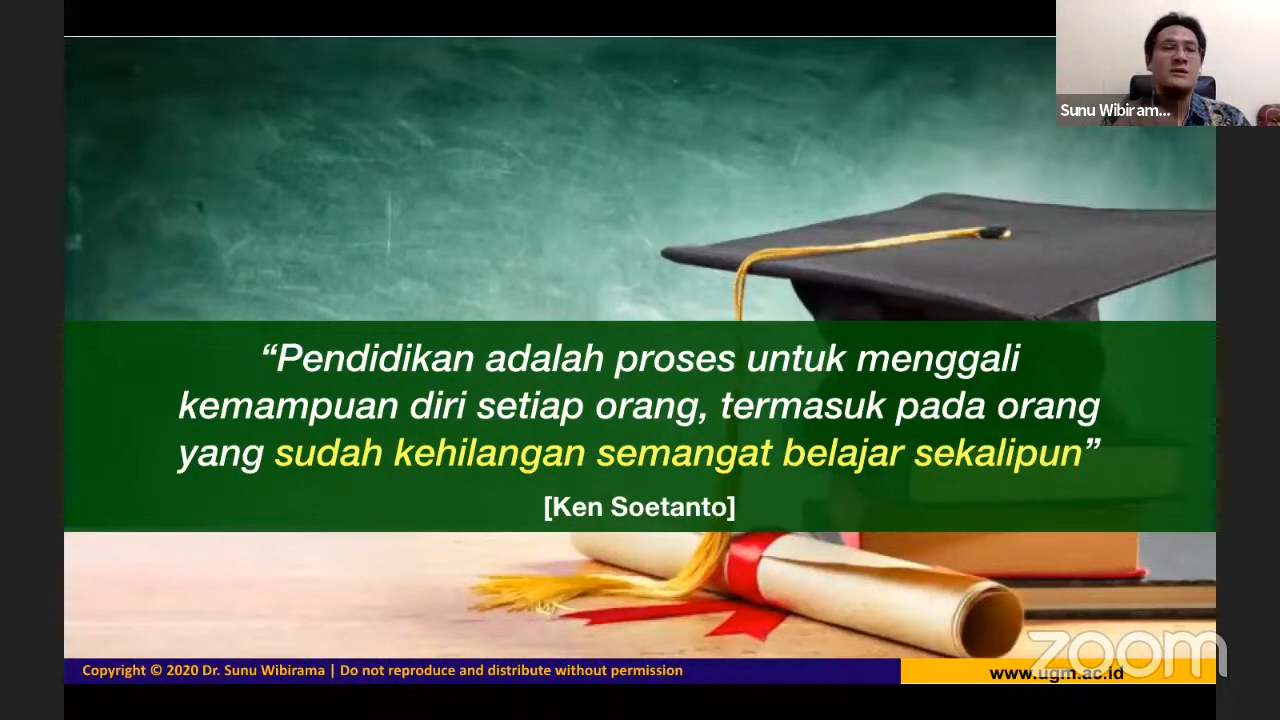 Sunu Wibiram...
“Pendidikan adalah proses untuk menggali
kemampuan diri setiap orang, termasuk pada orang
yang sudah kehilangan semangat belajar sekalipun”
[Ken Soetanto]
Copyright © 2020 Dr. Sunu Wibirama | Do not reproduce and distribute without permission
www.ugm.ac.id
zoom